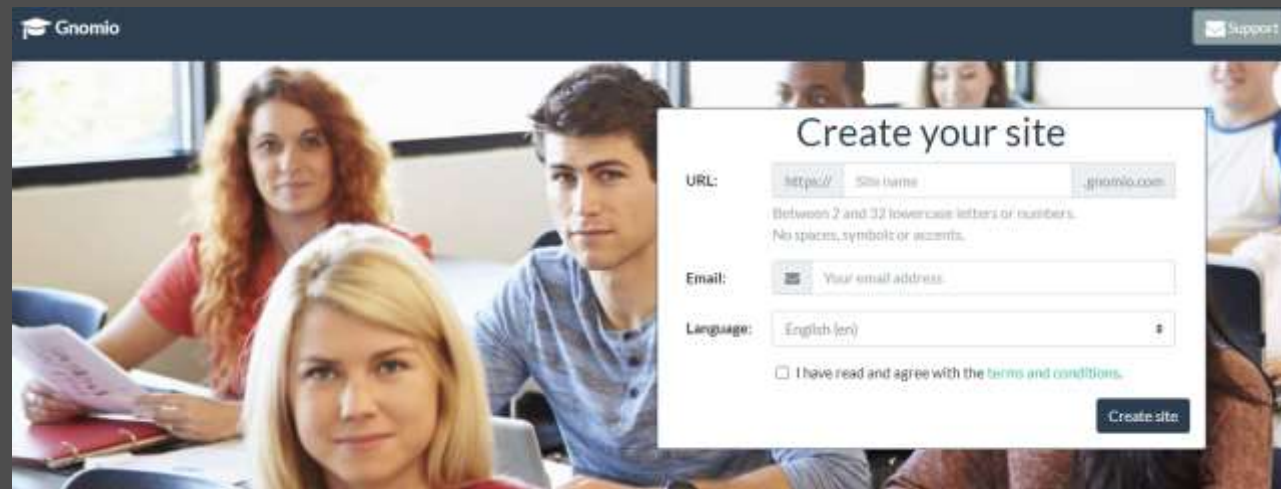 Gnomio
Support
Create your site
URL:
https://
Site name
.gnomio.com
Between 2 and 32 lowercase letters or numbers.
No spaces, symbols or accents.
Email:
Your email address
Language:
English (en)
I have read and agree with the terms and conditions.
Create site